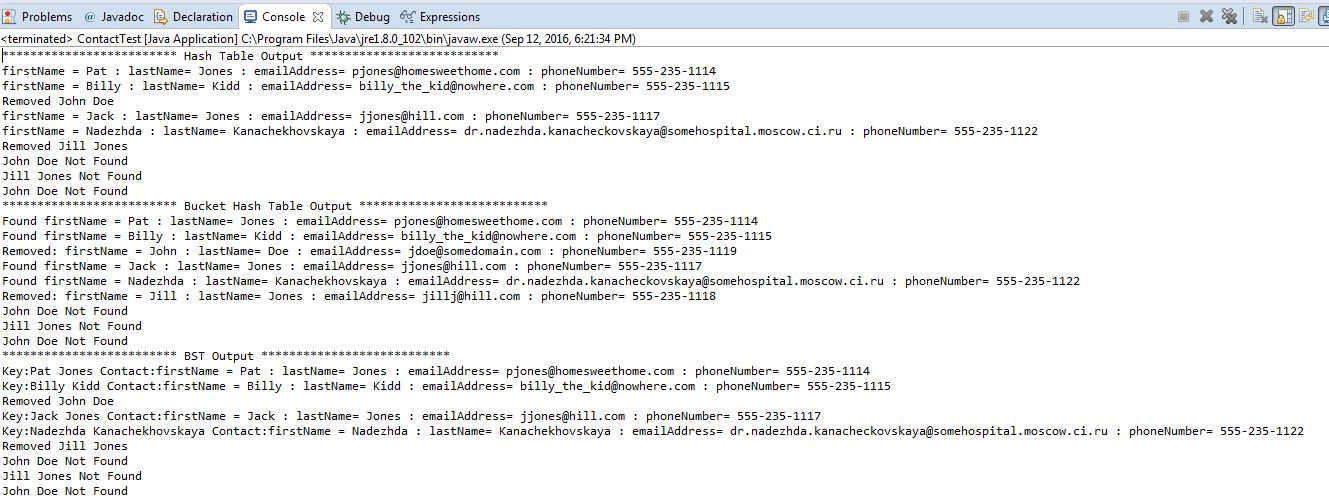 Problems @ Javadoc Declaration Console Debug Expressions
<terminated> ContactTest [Java Application] C:\Program Files\Java\jre1.8.0_102\bin\javaw.exe (Sep 12, 2016, 6:21:34 PM)
************************* Hash Table Output ***************************
firstName = Pat : lastName= Jones : emailAddress= pjones@homesweethome.com : phoneNumber= 555-235-1114
firstName = Billy : lastName= Kidd : emailAddress= billy_the_kid@nowhere.com : phoneNumber= 555-235-1115
Removed John Doe
firstName = Jack : lastName= Jones : emailAddress= jjones@hill.com : phoneNumber= 555-235-1117
firstName = Nadezhda : lastName= Kanachekhovskaya : emailAddress= dr.nadezhda.kanacheckovskaya@somehospital.moscow.ci.ru : phoneNumber= 555-235-1122
Removed Jill Jones
John Doe Not Found
Jill Jones Not Found
John Doe Not Found
************************* Bucket Hash Table Output ***************************
Found firstName = Pat : lastName= Jones : emailAddress= pjones@homesweethome.com : phoneNumber= 555-235-1114
Found firstName = Billy : lastName= Kidd : emailAddress= billy_the_kid@nowhere.com : phoneNumber= 555-235-1115
Removed: firstName = John : lastName= Doe : emailAddress= jdoe@somedomain.com : phoneNumber= 555-235-1119
Found firstName = Jack : lastName= Jones : emailAddress= jjones@hill.com : phoneNumber= 555-235-1117
Found firstName = Nadezhda : lastName= Kanachekhovskaya : emailAddress= dr.nadezhda.kanacheckovskaya@somehospital.moscow.ci.ru : phoneNumber= 555-235-1122
Removed: firstName = Jill : lastName= Jones : emailAddress= jillj@hill.com : phoneNumber= 555-235-1118
John Doe Not Found
Jill Jones Not Found
John Doe Not Found
************************* BST Output ***************************
Key:Pat Jones Contact:firstName = Pat : lastName= Jones : emailAddress= pjones@homesweethome.com : phoneNumber= 555-235-1114
Key:Billy Kidd Contact:firstName = Billy : lastName= Kidd : emailAddress= billy_the_kid@nowhere.com : phoneNumber= 555-235-1115
Removed John Doe
Key:Jack Jones Contact:firstName = Jack : lastName= Jones : emailAddress= jjones@hill.com : phoneNumber= 555-235-1117
Key:Nadezhda Kanachekhovskaya Contact:firstName = Nadezhda : lastName= Kanachekhovskaya : emailAddress= dr.nadezhda.kanacheckovskaya@somehospital.moscow.ci.ru : phoneNumber= 555-235-1122
Removed Jill Jones
John Doe Not Found
Jill Jones Not Found
John Doe Not Found